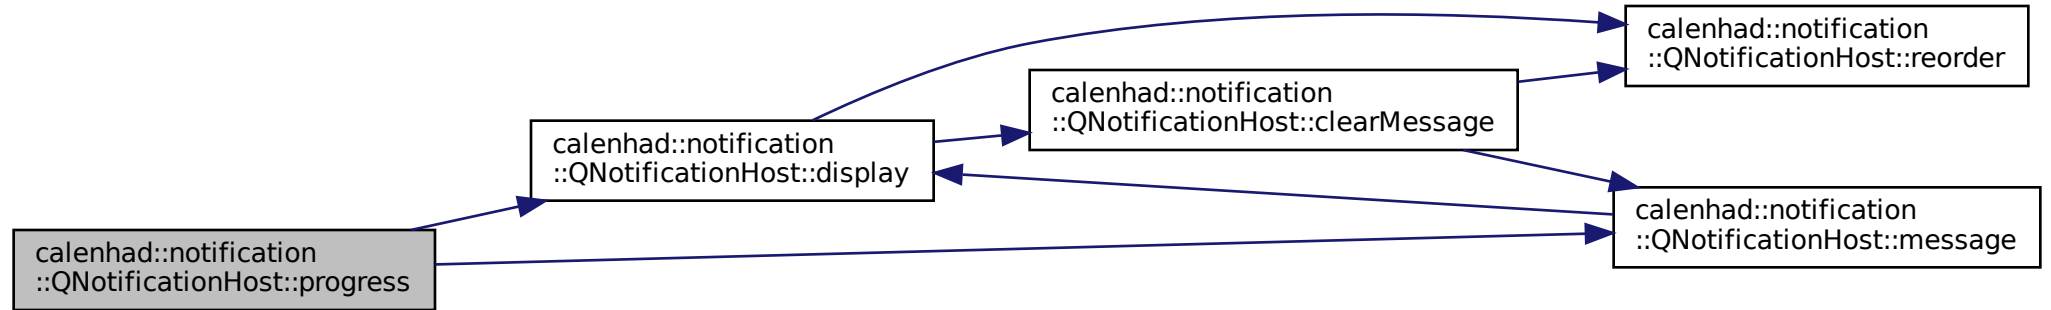 calenhad::notification
::QNotificationHost::reorder
calenhad::notification
::QNotificationHost::clearMessage
calenhad::notification
::QNotificationHost::display
calenhad::notification
::QNotificationHost::message
calenhad::notification
::QNotificationHost::progress